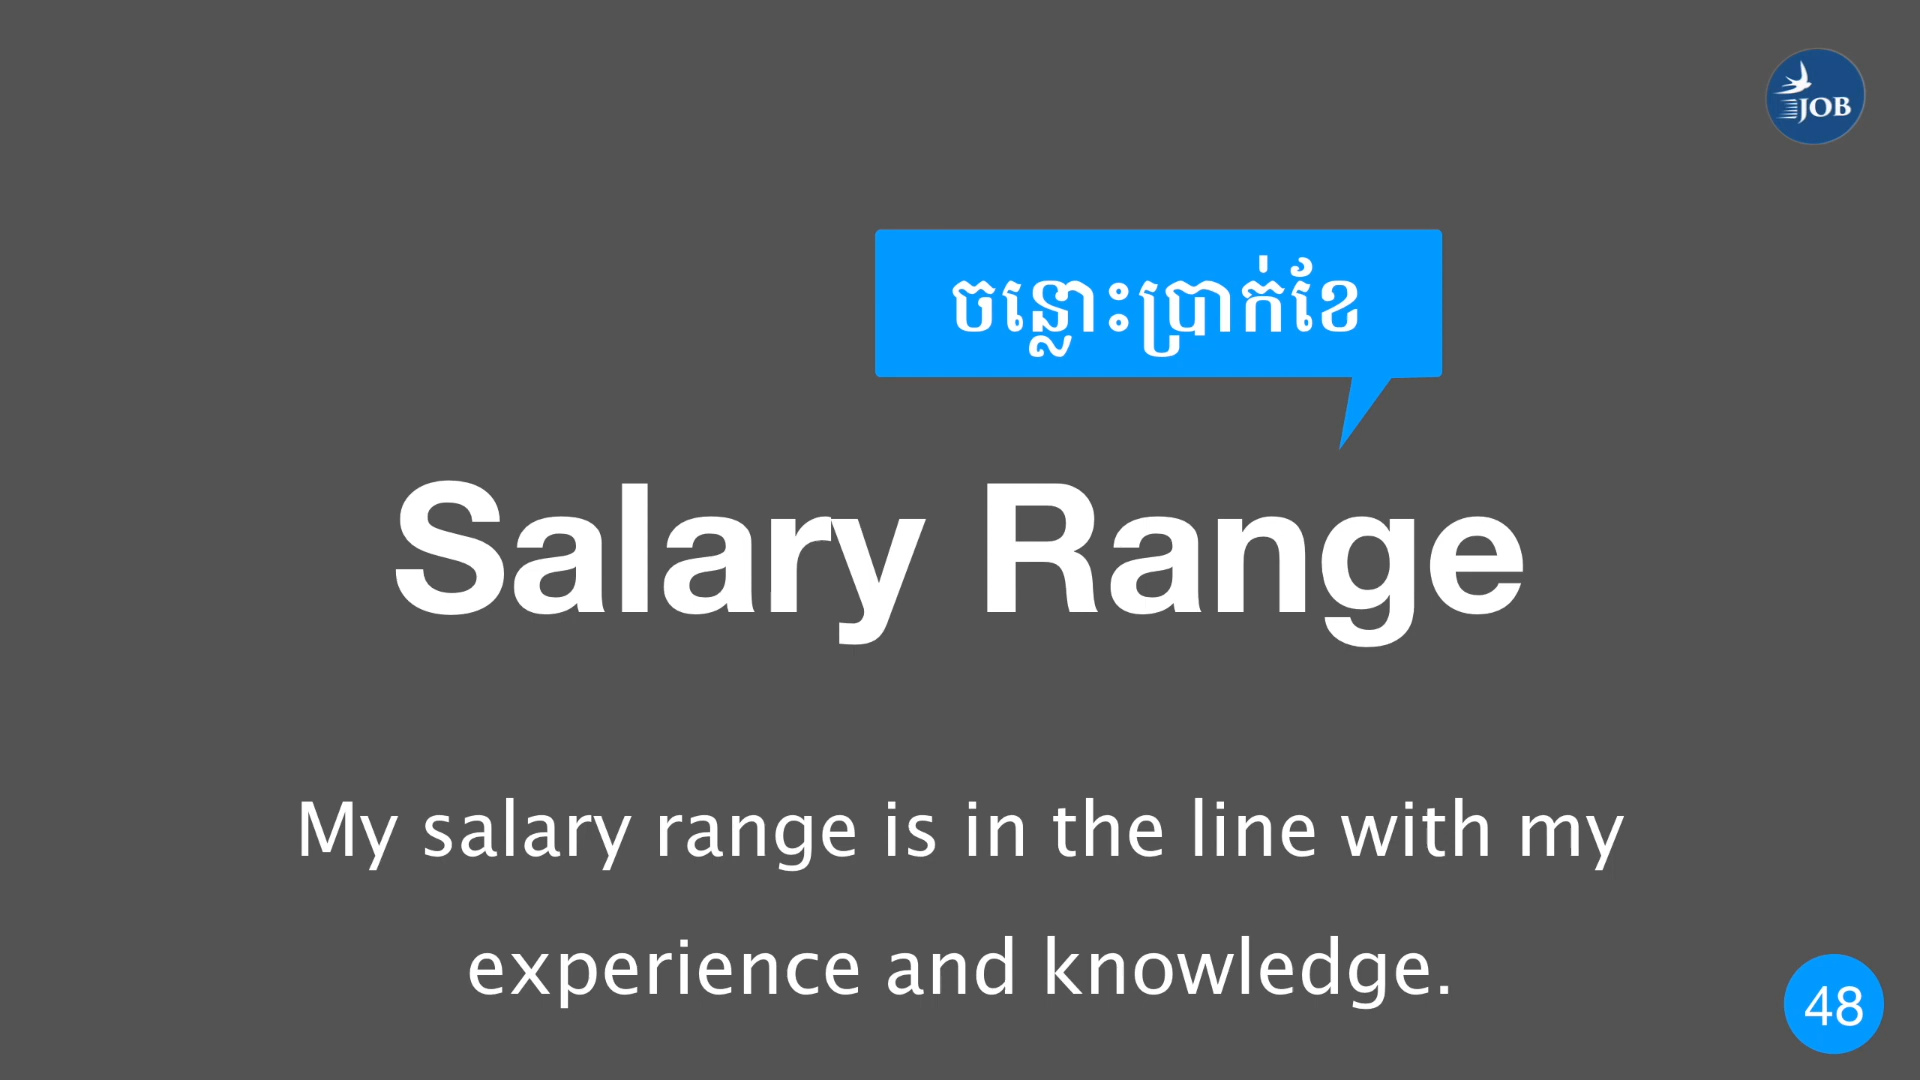 JOB
ចន្លោះប្រាក់ខែ
Salary Range
My salary range is in the line with my
experience and knowledge.
48